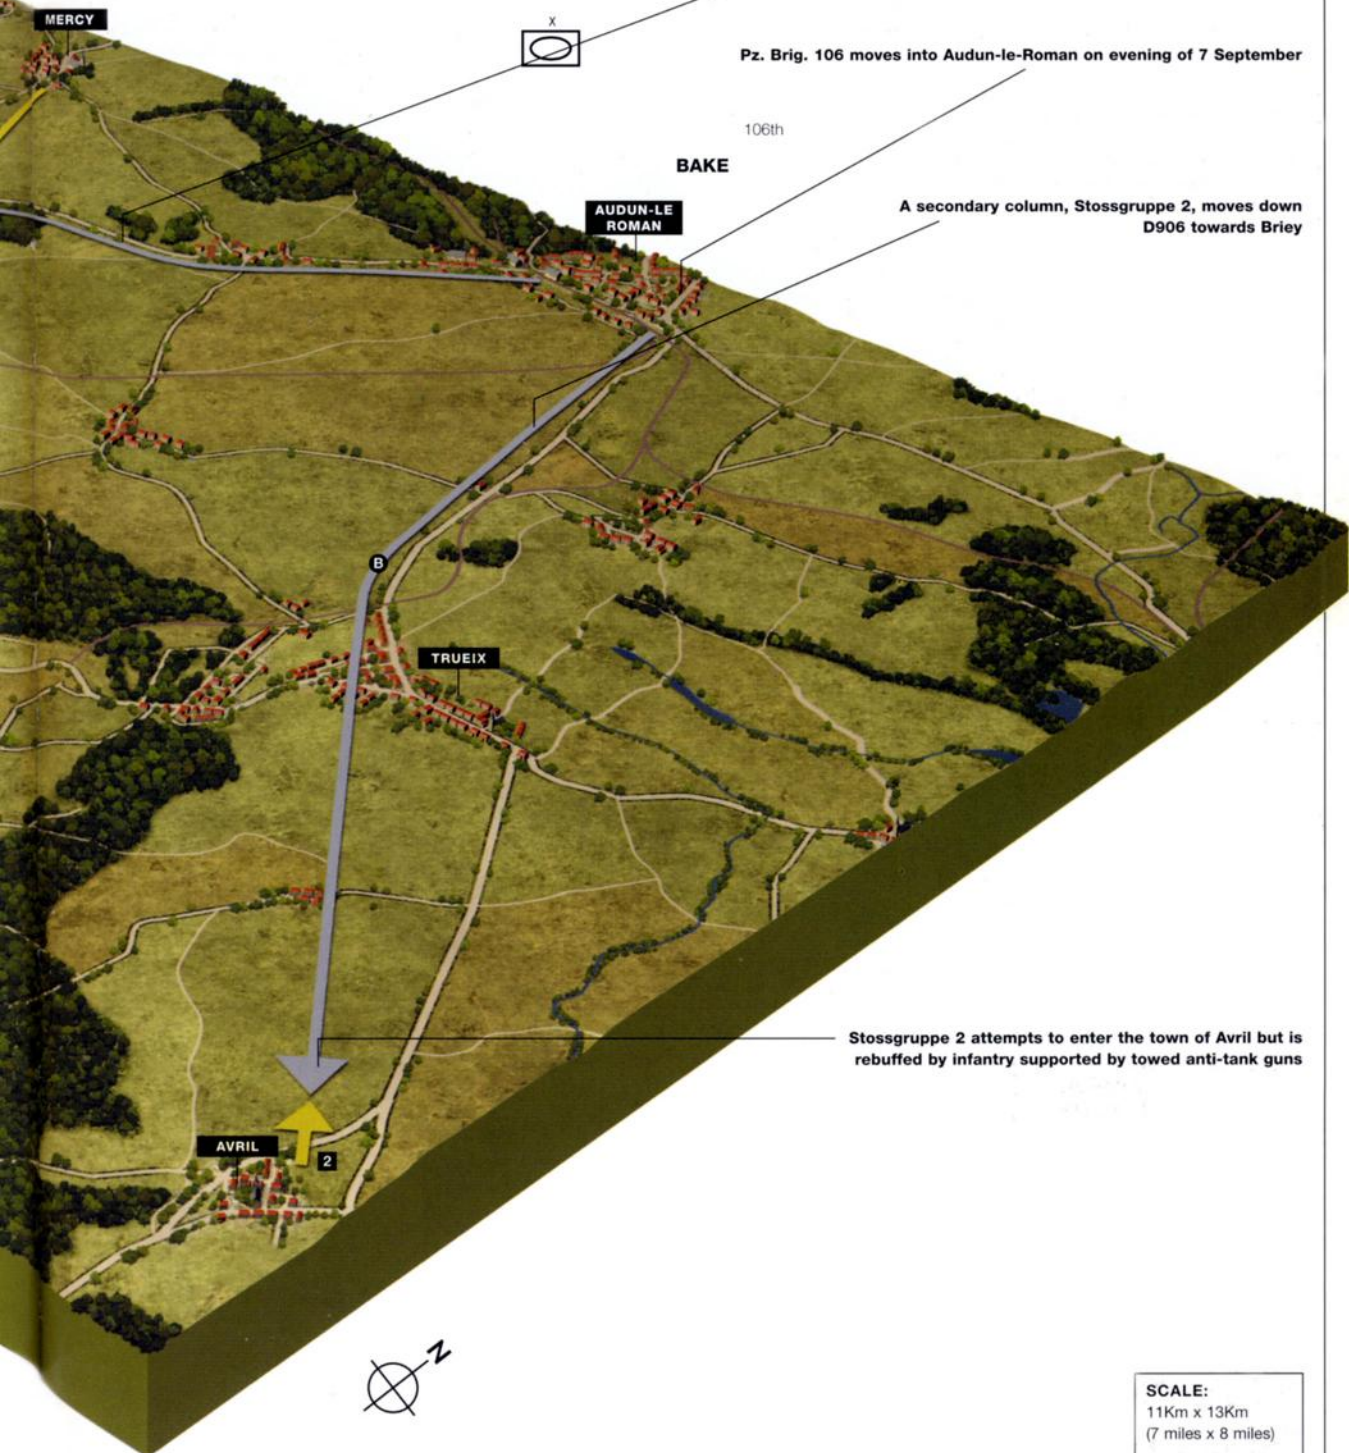 MERCY
X
Pz. Brig. 106 moves into Audun-le-Roman on evening of 7 September
106th
BAKE
AUDUN-LE
ROMAN
A secondary column, Stossgruppe 2, moves down
D906 towards Briey
B
TRUEIX
Stossgruppe 2 attempts to enter the town of Avril but is
rebuffed by infantry supported by towed anti-tank guns
AVRIL
2
N
SCALE:
11Km x 13Km
(7 miles x 8 miles)